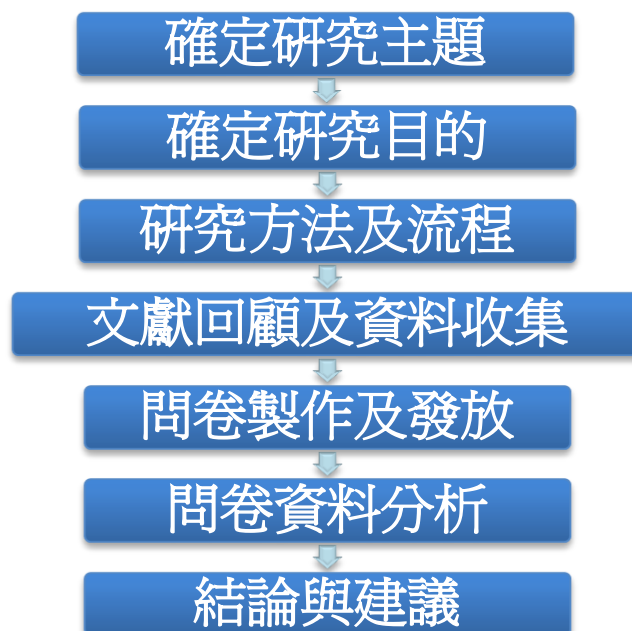 確定研究主題
確定研究目的
研究方法及流程
文獻回顧及資料收集
問卷製作及發放
問卷資料分析
結論與建議